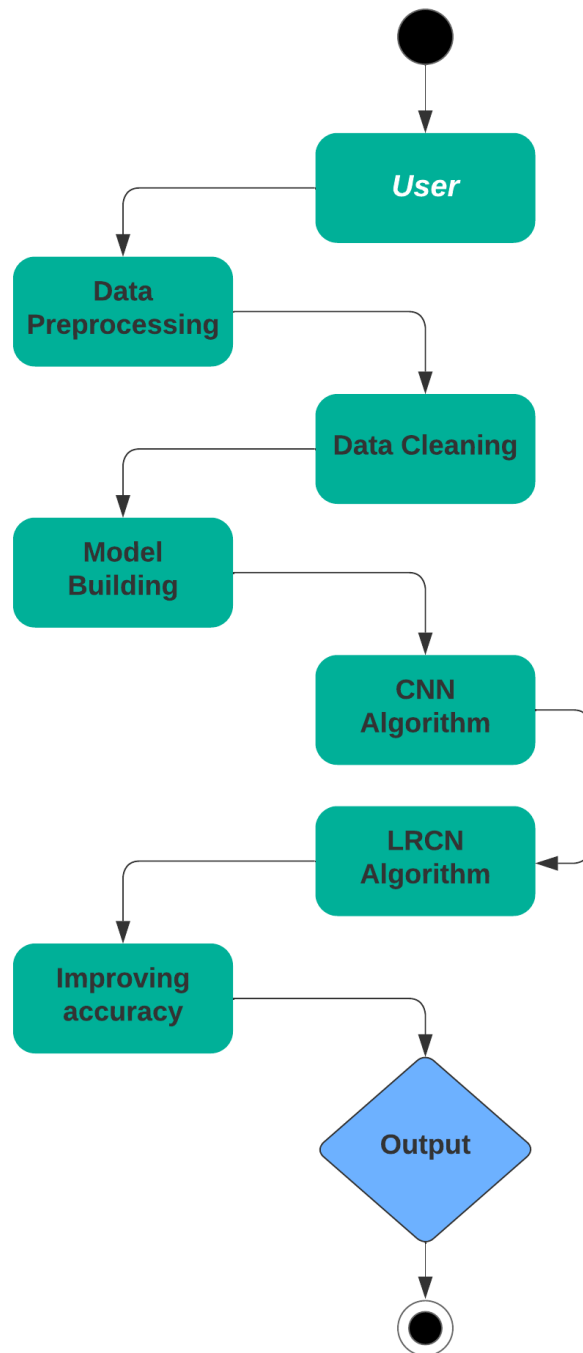 User
Data
Preprocessing
Data Cleaning
Model
Building
CNN
Algorithm
LRCN
Algorithm
Improving
accuracy
Output